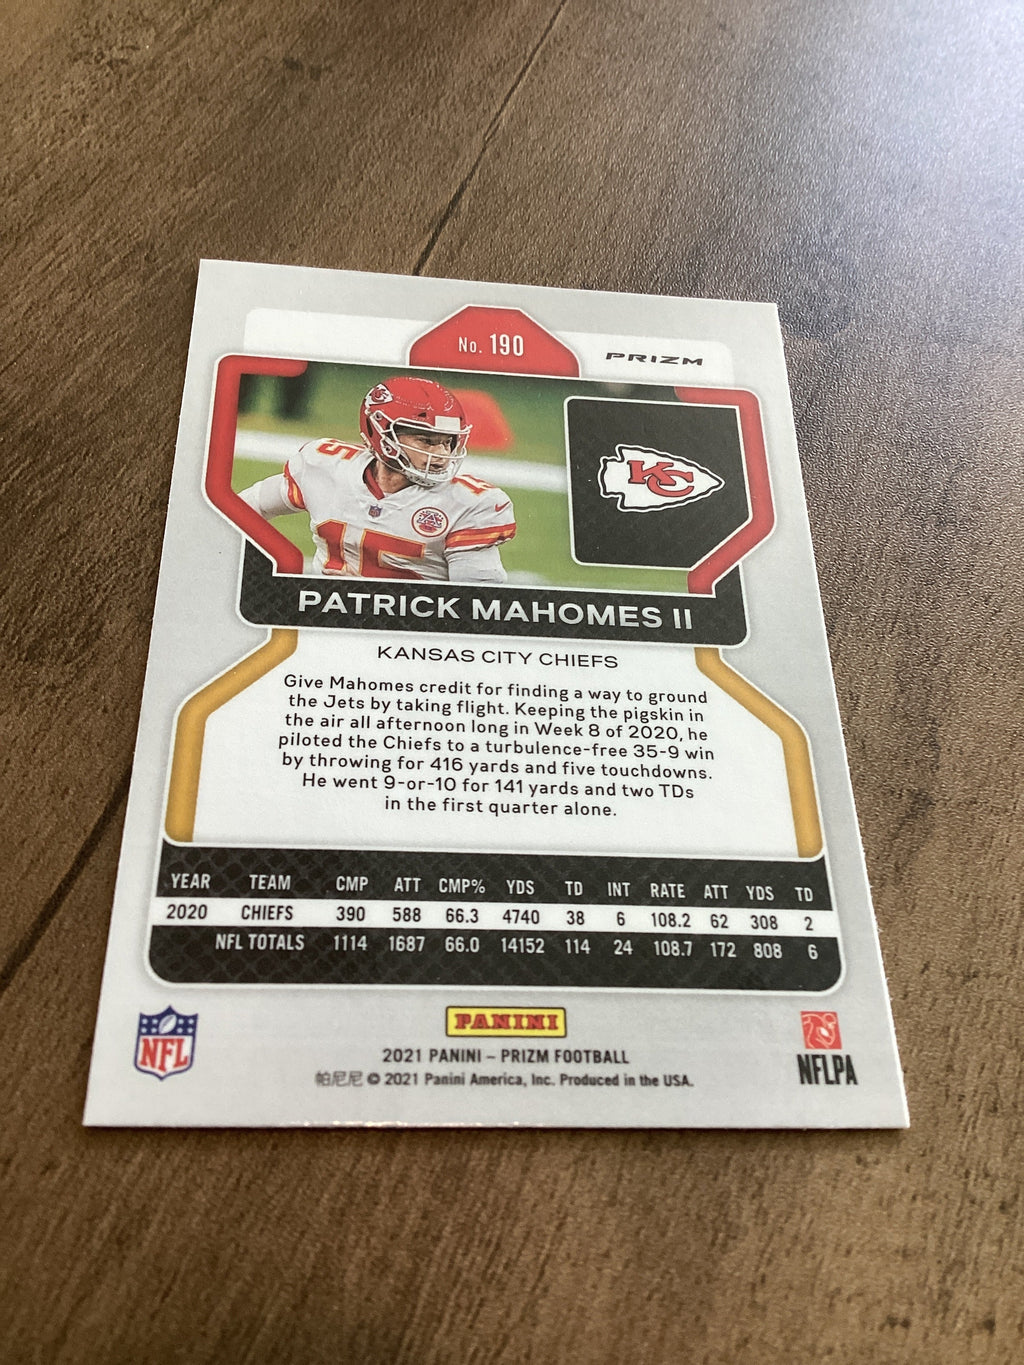 No. 190
PRIZM
KC
15
15
15
PATRICK MAHOMES II
KANSAS CITY CHIEFS
Give Mahomes credit for finding a way to ground
the Jets by taking flight. Keeping the pigskin in
the air all afternoon long in Week 8 of 2020, he
piloted the Chiefs to a turbulence-free 35-9 win
by throwing for 416 yards and five touchdowns.
He went 9-or-10 for 141 yards and two TDs
in the first quarter alone.
YEAR TEAM CMP ATT CMP% YDS TD INT RATE ATT YDS TD
2020 CHIEFS 390 588 66.3 4740 38 6 108.2 62 308 2
NFL TOTALS 1114 1687 66.0 14152 114 24 108.7 172 808 6
NFL
PANINI
NFLPA
2021 PANINI – PRIZM FOOTBALL
帕尼尼 © 2021 Panini America, Inc. Produced in the USA.